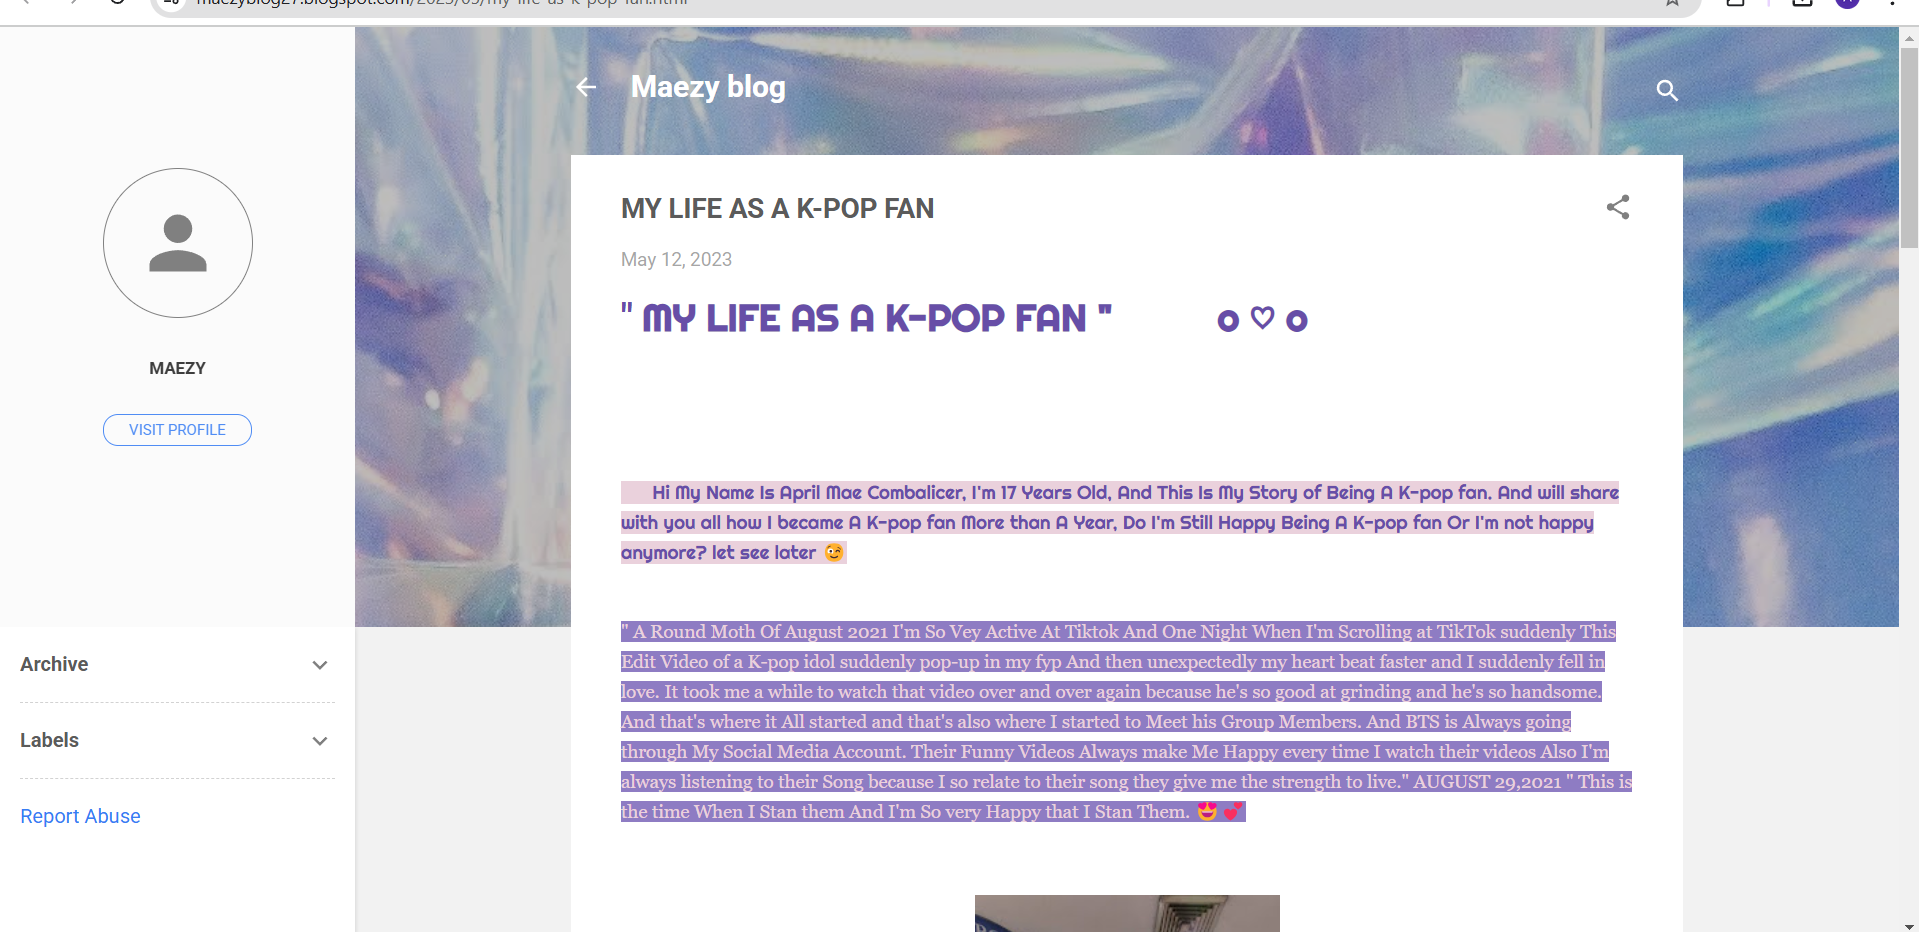 maezyblog27.blogspot.com/2023/05/my-life-as-k-pop-fan.html
Maezy blog
MAEZY
VISIT PROFILE
Archive
Labels
Report Abuse
MY LIFE AS A K-POP FAN
May 12, 2023
" MY LIFE AS A K-POP FAN " o ♡ o
Hi My Name Is April Mae Combalicer, I'm 17 Years Old, And This Is My Story of Being A K-pop fan. And will share
with you all how I became A K-pop fan More than A Year, Do I'm Still Happy Being A K-pop fan Or I'm not happy
anymore? let see later 😉
" A Round Moth Of August 2021 I'm So Vey Active At Tiktok And One Night When I'm Scrolling at TikTok suddenly This
Edit Video of a K-pop idol suddenly pop-up in my fyp And then unexpectedly my heart beat faster and I suddenly fell in
love. It took me a while to watch that video over and over again because he's so good at grinding and he's so handsome.
And that's where it All started and that's also where I started to Meet his Group Members. And BTS is Always going
through My Social Media Account. Their Funny Videos Always make Me Happy every time I watch their videos Also I'm
always listening to their Song because I so relate to their song they give me the strength to live." AUGUST 29,2021 " This is
the time When I Stan them And I'm So very Happy that I Stan Them. 😍💕